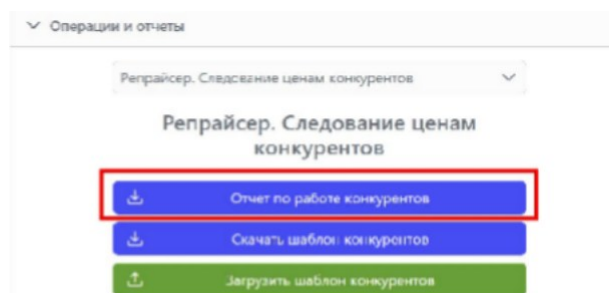 Операции и отчеты
Репрайсер. Следование ценам конкурентов
Репрайсер. Следование ценам
конкурентов
Отчет по работе конкурентов
Скачать шаблон конкурентов
Загрузить шаблон конкурентов